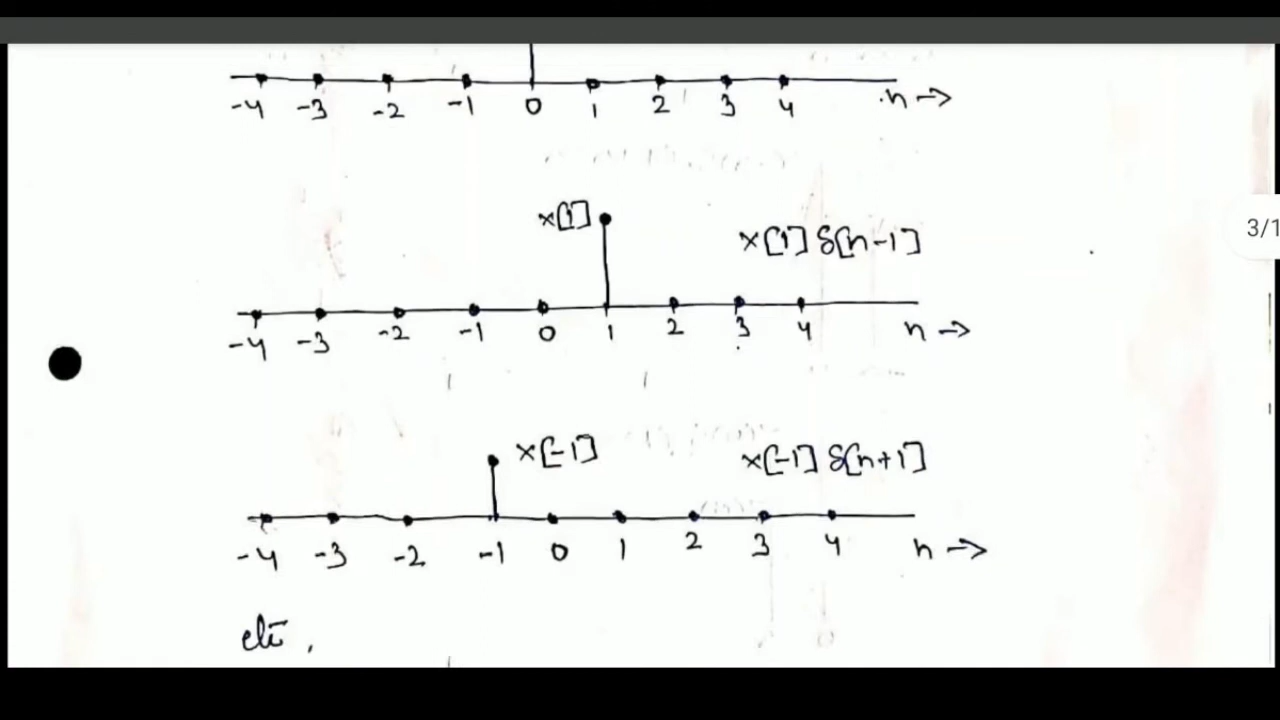 -4 -3 -2 -1 0 1 2 3 4 n →
x[1] x[1] δ[n-1]
3/1
-4 -3 -2 -1 0 1 2 3 4 n →
x[-1] x[-1] δ[n+1]
-4 -3 -2 -1 0 1 2 3 4 n →
etc,